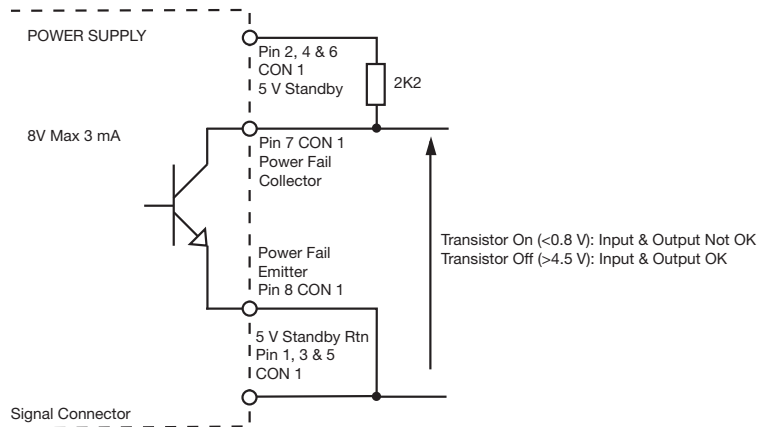 POWER SUPPLY
Pin 2, 4 & 6
CON 1
5 V Standby
2K2
8V Max 3 mA
Pin 7 CON 1
Power Fail
Collector
Transistor On (<0.8 V): Input & Output Not OK
Transistor Off (>4.5 V): Input & Output OK
Power Fail
Emitter
Pin 8 CON 1
5 V Standby Rtn
Pin 1, 3 & 5
CON 1
Signal Connector